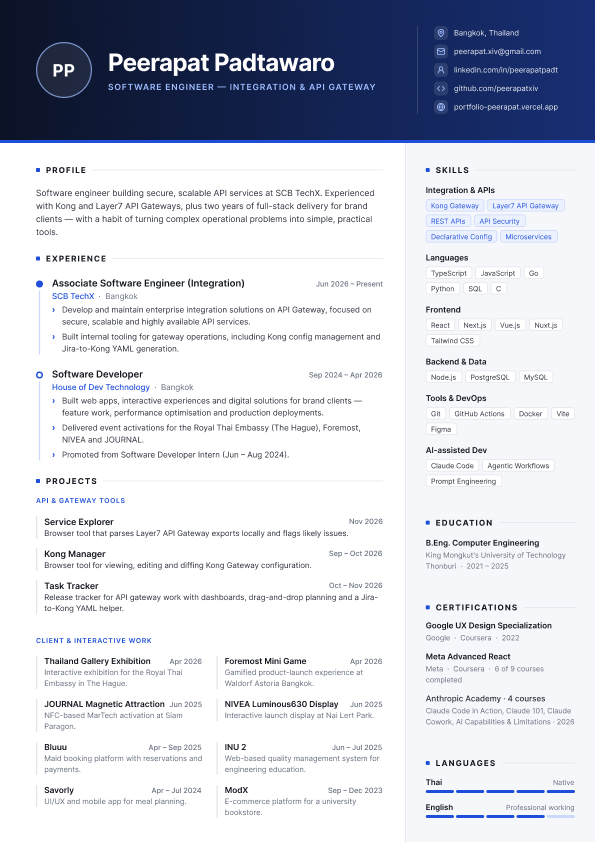 PP
Peerapat Padtawaro
SOFTWARE ENGINEER — INTEGRATION & API GATEWAY
Bangkok, Thailand
peerapat.xiv@gmail.com
linkedin.com/in/peerapatpadt
github.com/peerapatxiv
portfolio-peerapat.vercel.app
PROFILE
Software engineer building secure, scalable API services at SCB TechX. Experienced
with Kong and Layer7 API Gateways, plus two years of full-stack delivery for brand
clients — with a habit of turning complex operational problems into simple, practical
tools.
EXPERIENCE
Associate Software Engineer (Integration) Jun 2026 – Present
SCB TechX · Bangkok
› Develop and maintain enterprise integration solutions on API Gateway, focused on
secure, scalable and highly available API services.
› Built internal tooling for gateway operations, including Kong config management and
Jira-to-Kong YAML generation.
Software Developer Sep 2024 – Apr 2026
House of Dev Technology · Bangkok
› Built web apps, interactive experiences and digital solutions for brand clients —
feature work, performance optimisation and production deployments.
› Delivered event activations for the Royal Thai Embassy (The Hague), Foremost,
NIVEA and JOURNAL.
› Promoted from Software Developer Intern (Jun – Aug 2024).
PROJECTS
API & GATEWAY TOOLS
Service Explorer Nov 2026
Browser tool that parses Layer7 API Gateway exports locally and flags likely issues.
Kong Manager Sep – Oct 2026
Browser tool for viewing, editing and diffing Kong Gateway configuration.
Task Tracker Oct – Nov 2026
Release tracker for API gateway work with dashboards, drag-and-drop planning and a Jira-
to-Kong YAML helper.
CLIENT & INTERACTIVE WORK
Thailand Gallery Exhibition Apr 2026
Interactive exhibition for the Royal Thai
Embassy in The Hague.
Foremost Mini Game Apr 2026
Gamified product-launch experience at
Waldorf Astoria Bangkok.
JOURNAL Magnetic Attraction Jun 2025
NFC-based MarTech activation at Siam
Paragon.
NIVEA Luminous630 Display Jun 2025
Interactive launch display at Nai Lert Park.
Bluuu Apr – Sep 2025
Maid booking platform with reservations and
payments.
INU 2 Jun – Jul 2025
Web-based quality management system for
engineering education.
Savorly Apr – Jul 2024
UI/UX and mobile app for meal planning.
ModX Sep – Dec 2023
E-commerce platform for a university
bookstore.
SKILLS
Integration & APIs
Kong Gateway Layer7 API Gateway
REST APIs API Security
Declarative Config Microservices
Languages
TypeScript JavaScript Go
Python SQL C
Frontend
React Next.js Vue.js Nuxt.js
Tailwind CSS
Backend & Data
Node.js PostgreSQL MySQL
Tools & DevOps
Git GitHub Actions Docker Vite
Figma
AI-assisted Dev
Claude Code Agentic Workflows
Prompt Engineering
EDUCATION
B.Eng. Computer Engineering
King Mongkut's University of Technology
Thonburi · 2021 – 2025
CERTIFICATIONS
Google UX Design Specialization
Google · Coursera · 2022
Meta Advanced React
Meta · Coursera · 6 of 9 courses
completed
Anthropic Academy · 4 courses
Claude Code in Action, Claude 101, Claude
Cowork, AI Capabilities & Limitations · 2026
LANGUAGES
Thai Native
English Professional working